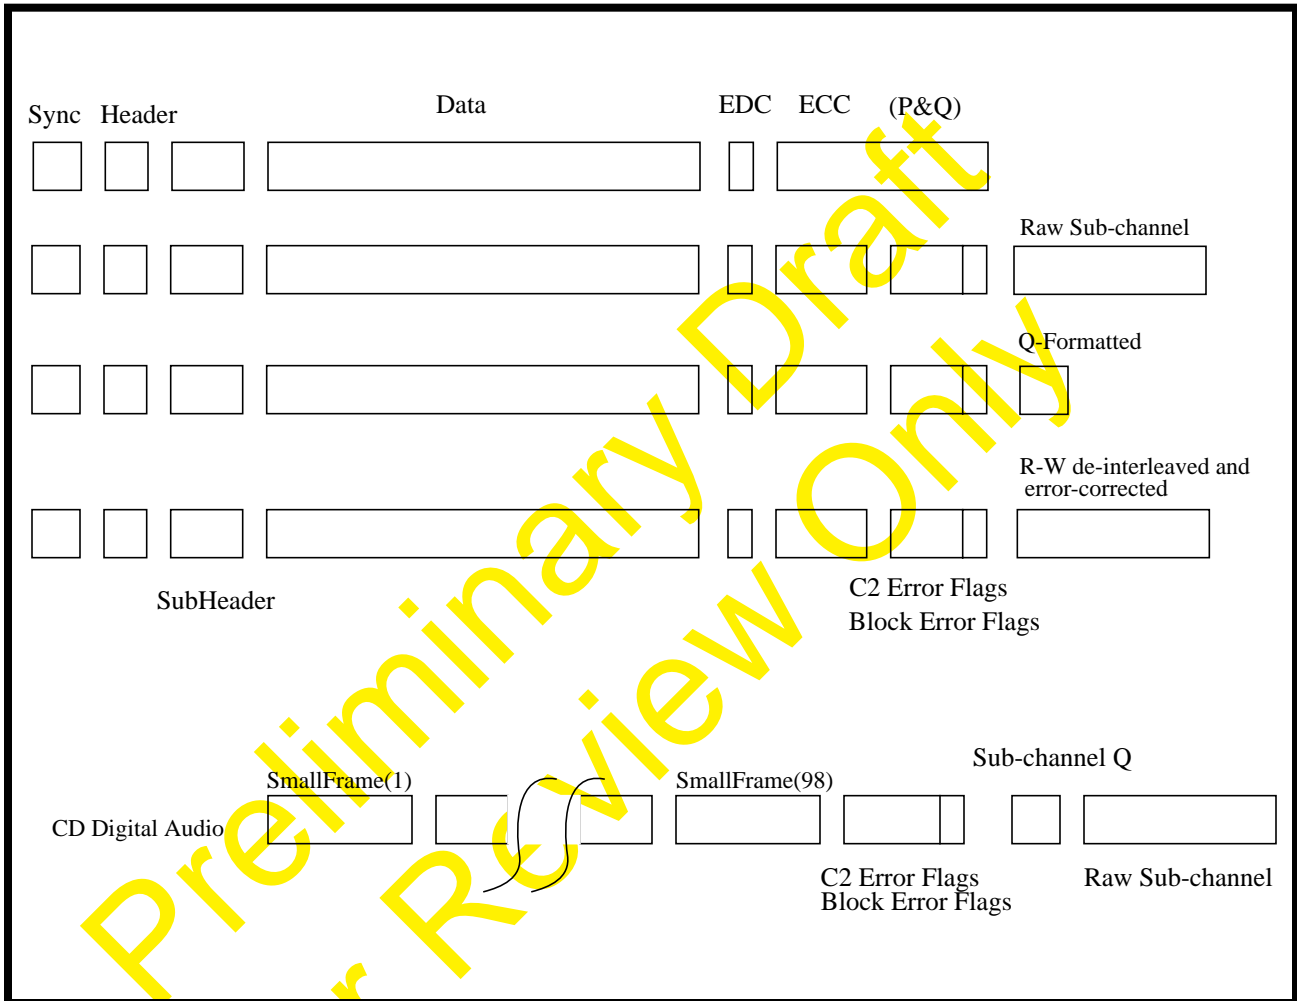 Sync Header Data EDC ECC (P&Q)
Raw Sub-channel
Q-Formatted
R-W de-interleaved and
error-corrected
SubHeader
C2 Error Flags
Block Error Flags
Sub-channel Q
SmallFrame(1) SmallFrame(98)
CD Digital Audio
C2 Error Flags
Block Error Flags
Raw Sub-channel
Preliminary Draft
Review Only